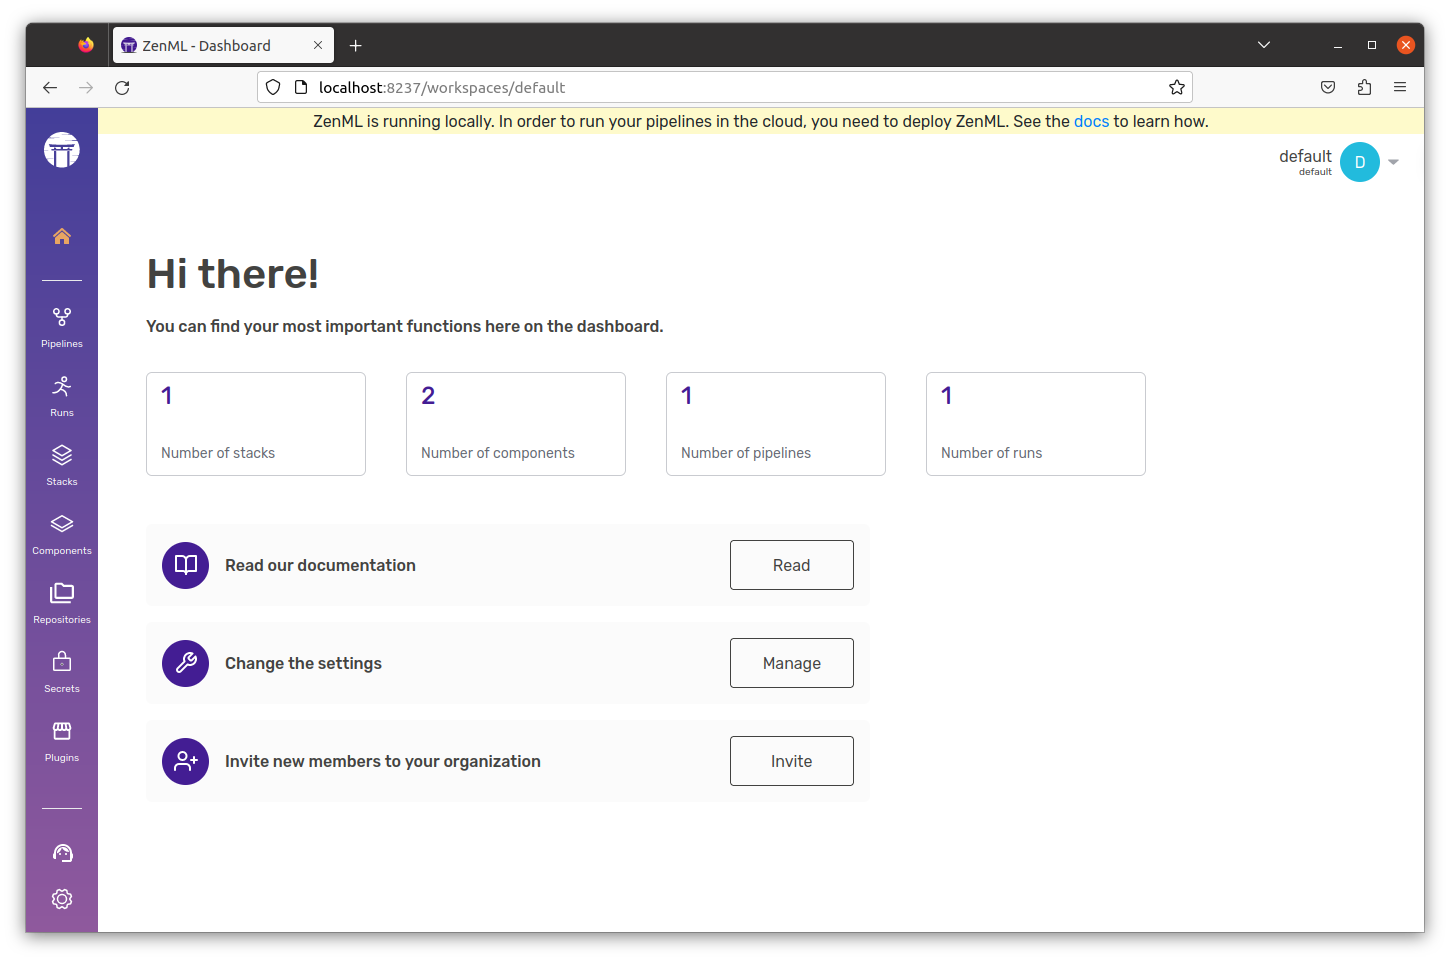 ZenML - Dashboard
localhost:8237/workspaces/default
ZenML is running locally. In order to run your pipelines in the cloud, you need to deploy ZenML. See the docs to learn how.
default
default
D
Hi there!
You can find your most important functions here on the dashboard.
1
Number of stacks
2
Number of components
1
Number of pipelines
1
Number of runs
Read our documentation
Read
Change the settings
Manage
Invite new members to your organization
Invite
Pipelines
Runs
Stacks
Components
Repositories
Secrets
Plugins